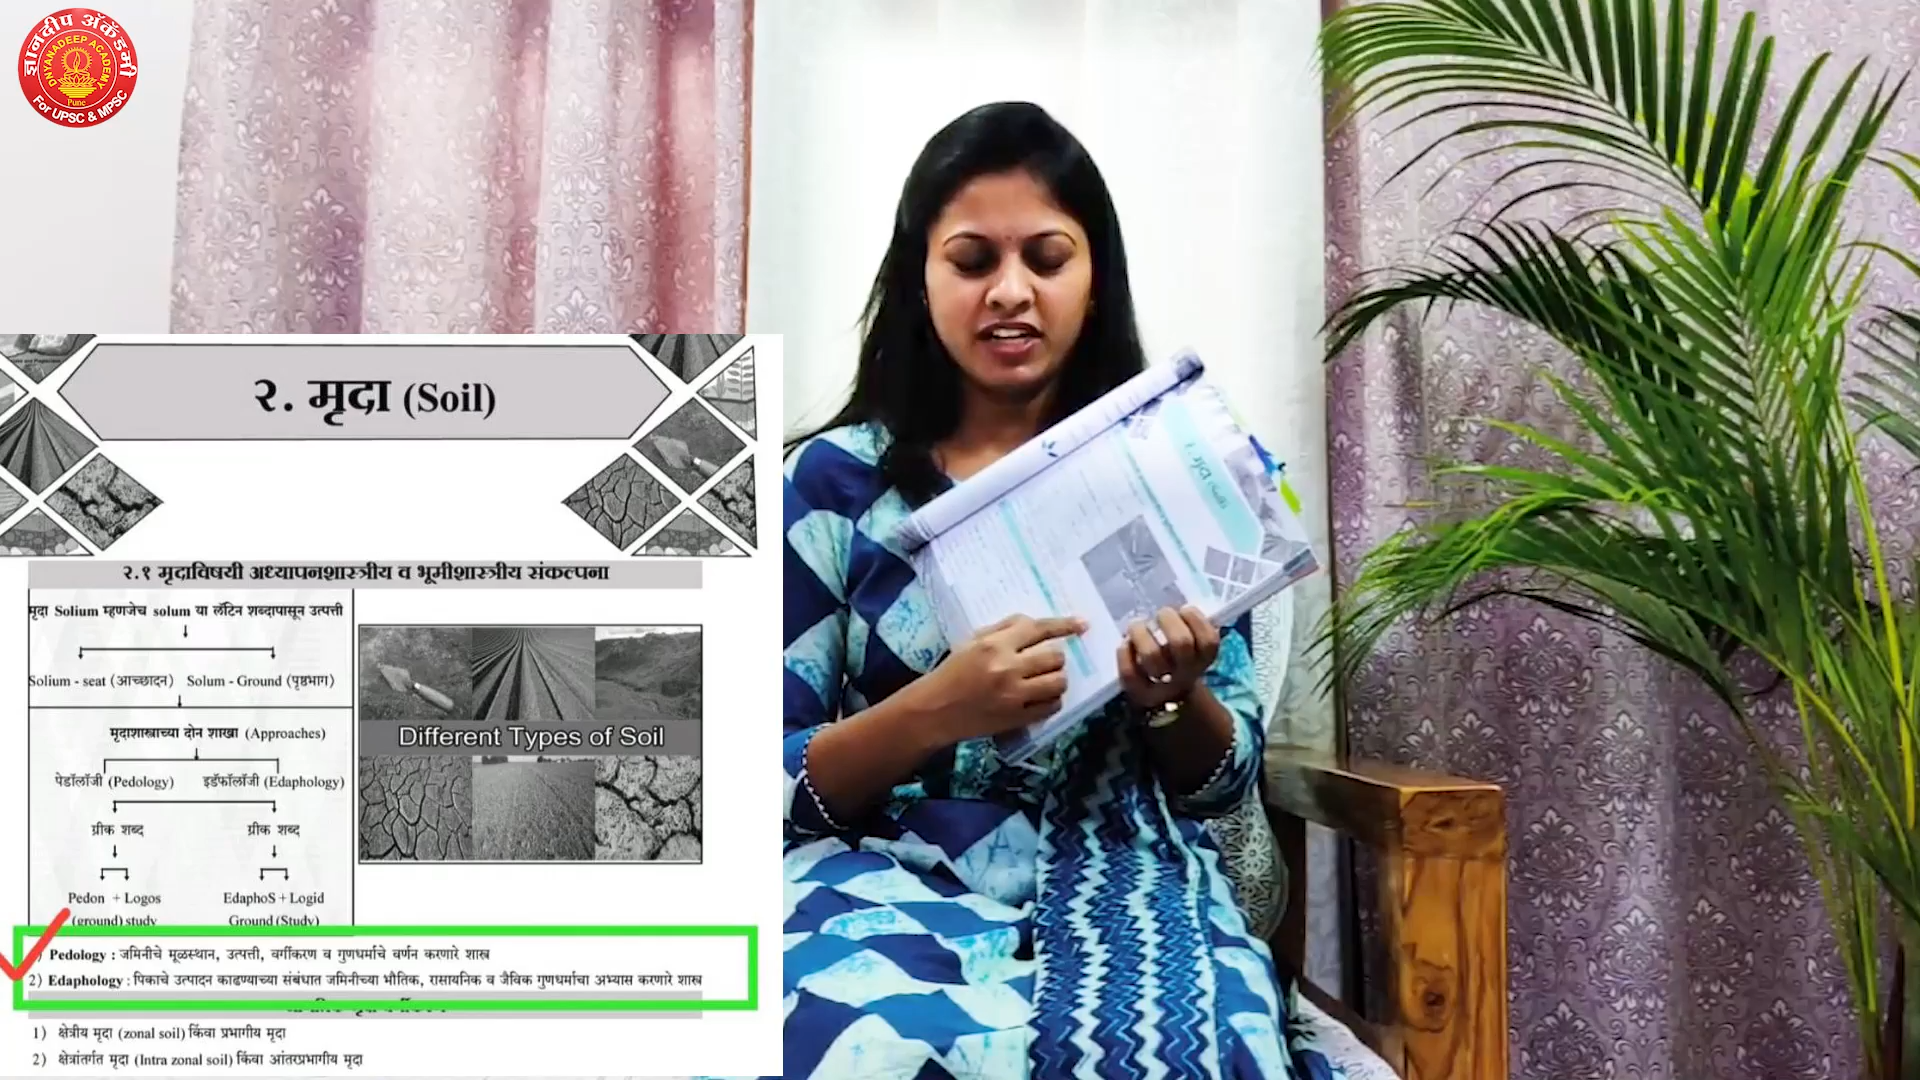 ज्ञानदीप अ‍ॅकॅडमी
DNYANADEEP ACADEMY
Pune
For UPSC & MPSC
२. मृदा (Soil)
२.१ मृदाविषयी अध्यापनशास्त्रीय व भूमीशास्त्रीय संकल्पना
मृदा Solium म्हणजेच solum या लॅटिन शब्दापासून उत्पत्ती
Solium - seat (आच्छादन) Solum - Ground (पृष्ठभाग)
मृदाशास्त्राच्या दोन शाखा (Approaches)
पेडॉलॉजी (Pedology) इडॅफॉलॉजी (Edaphology)
ग्रीक शब्द ग्रीक शब्द
Pedon + Logos EdaphoS + Logid
(ground) study Ground (Study)
Different Types of Soil
Pedology : जमिनीचे मूळस्थान, उत्पत्ती, वर्गीकरण व गुणधर्माचे वर्णन करणारे शास्त्र
2) Edaphology : पिकाचे उत्पादन काढण्याच्या संबंधात जमिनीच्या भौतिक, रासायनिक व जैविक गुणधर्माचा अभ्यास करणारे शास्त्र
1) क्षेत्रीय मृदा (zonal soil) किंवा प्रभागीय मृदा
2) क्षेत्रांतर्गत मृदा (Intra zonal soil) किंवा आंतरप्रभागीय मृदा